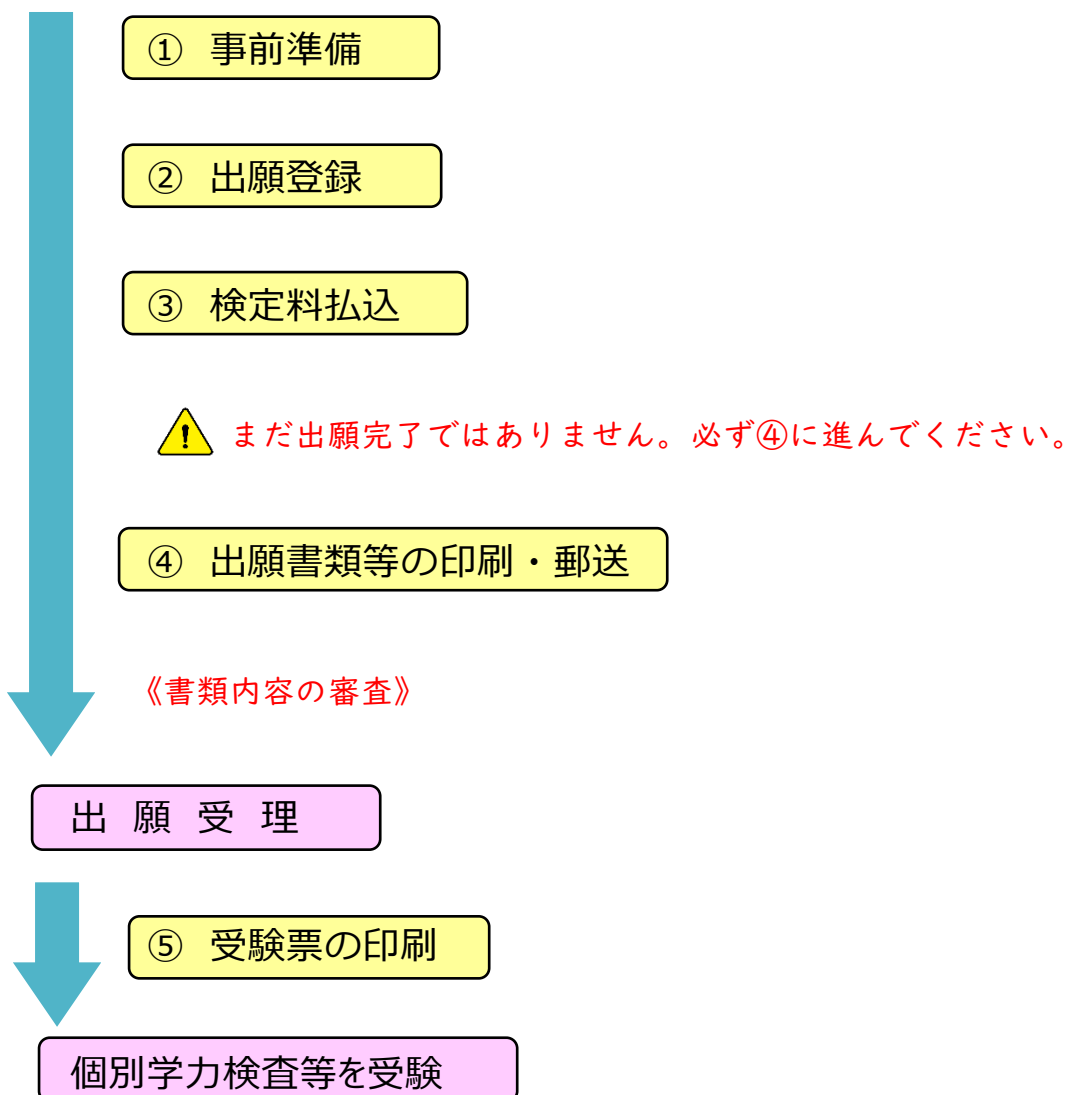 ① 事前準備
② 出願登録
③ 検定料払込
まだ出願完了ではありません。必ず④に進んでください。
④ 出願書類等の印刷・郵送
《書類内容の審査》
出 願 受 理
⑤ 受験票の印刷
個別学力検査等を受験